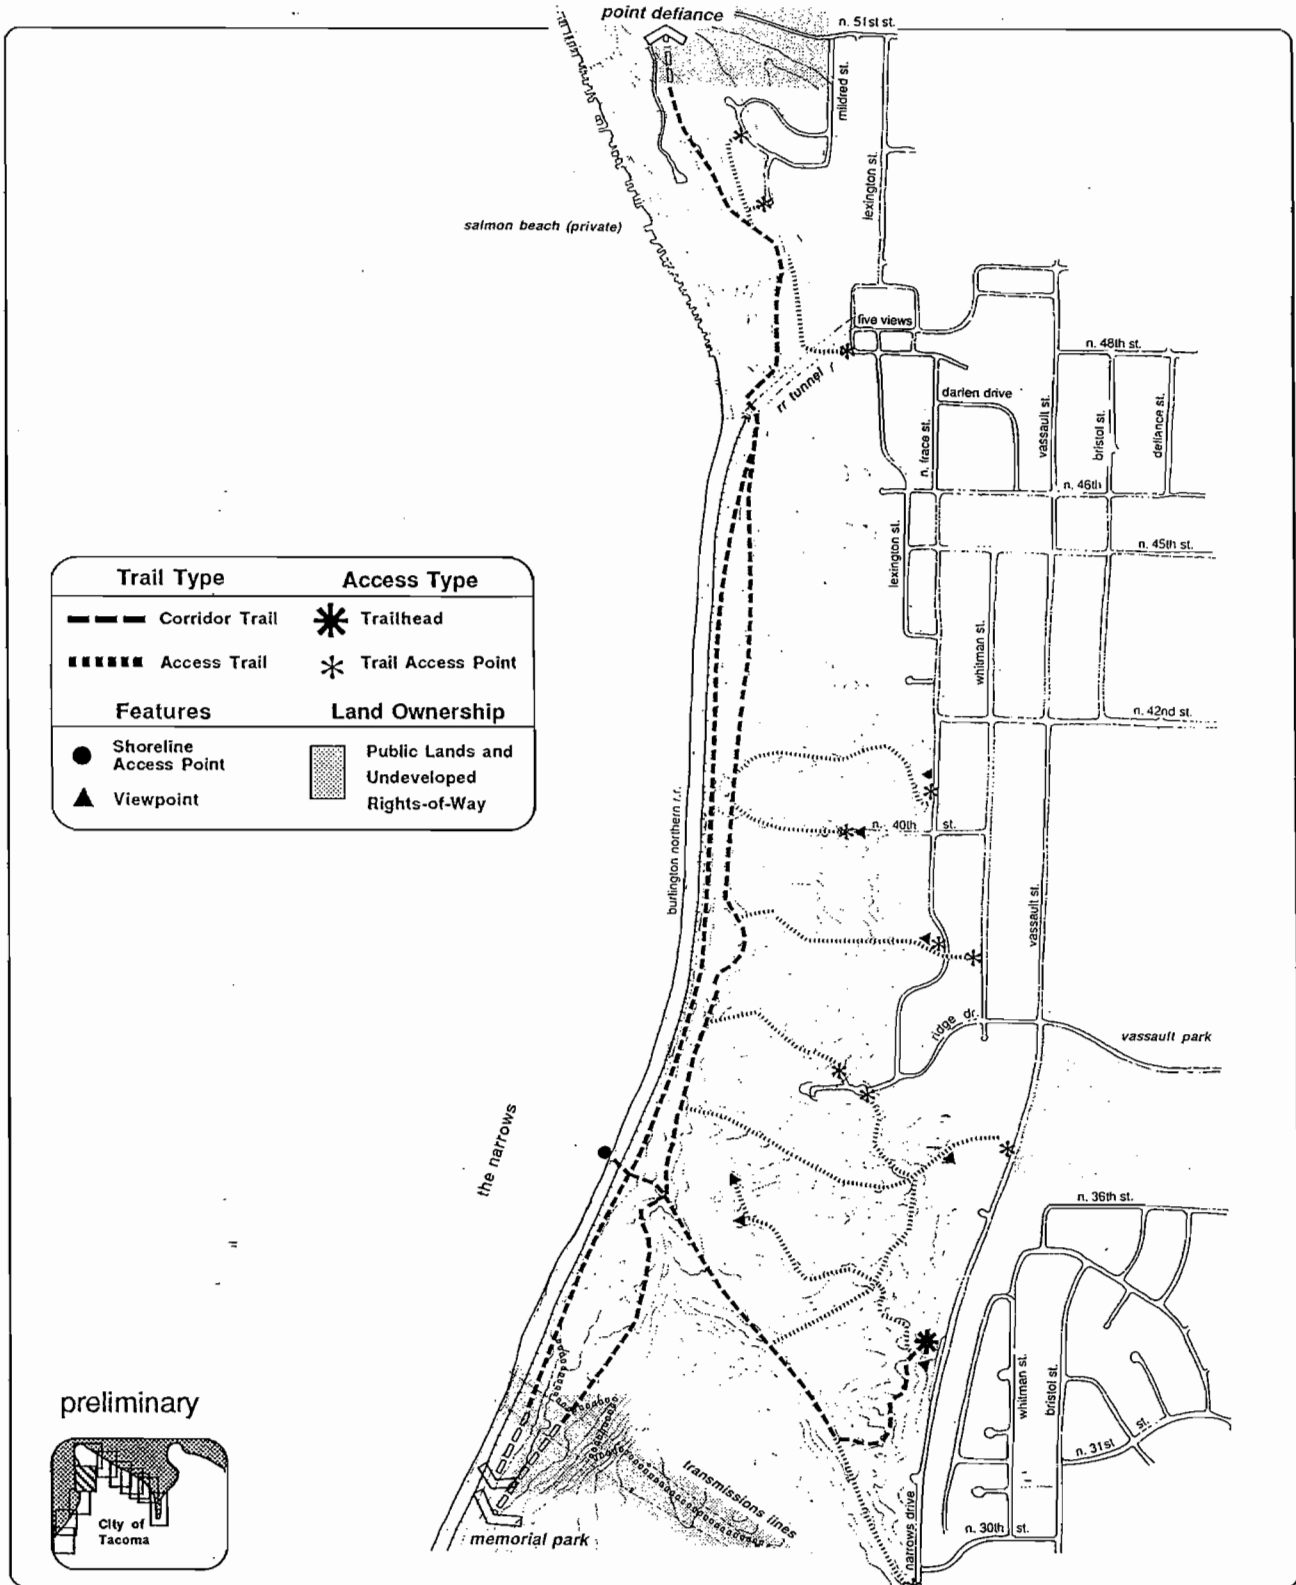 point defiance
n. 51st st.
mildred st.
lexington st.
salmon beach (private)
five views
n. 48th st.
rr tunnel
darien drive
n. frace st.
vassault st.
bristol st.
defiance st.
n. 46th
lexington st.
n. 45th st.
whitman st.
n. 42nd st.
Trail Type
Access Type
Corridor Trail
Trailhead
Access Trail
Trail Access Point
Features
Land Ownership
Shoreline
Access Point
Viewpoint
Public Lands and
Undeveloped
Rights-of-Way
burlington northern r.r.
n. 40th st.
vassault st.
ridge dr.
vassault park
the narrows
n. 36th st.
whitman st.
bristol st.
n. 31st st.
transmissions lines
narrows drive
n. 30th st.
memorial park
preliminary
City of
Tacoma